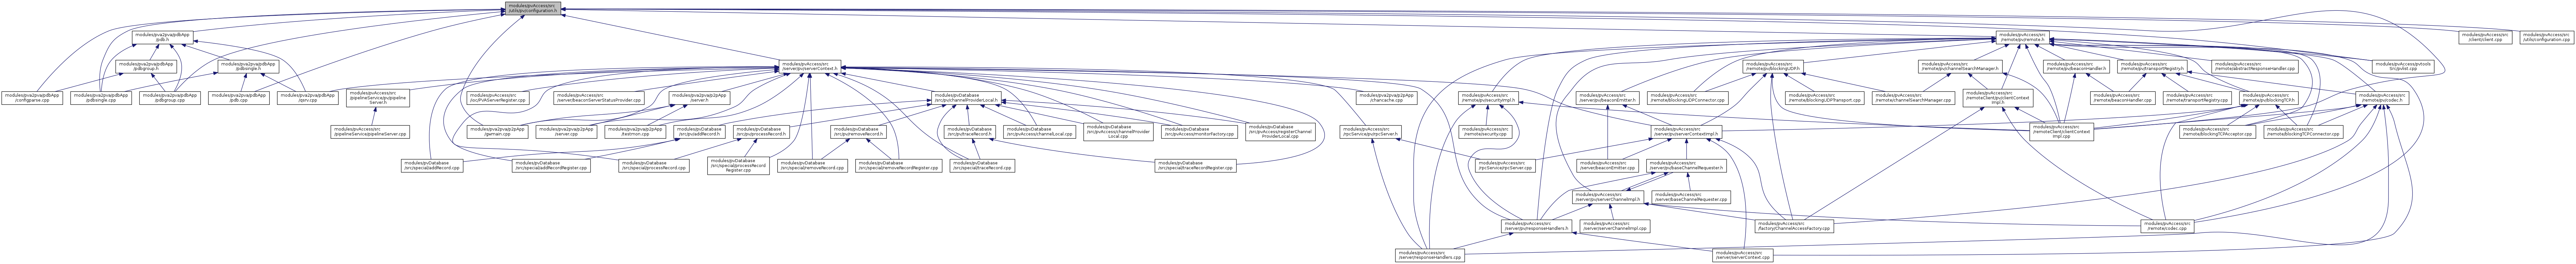 modules/pvAccess/src
/utils/pv/configuration.h
modules/pva2pva/pdbApp
/pdb.h
modules/pvAccess/src
/remote/pv/remote.h
modules/pvAccess/src
/client/client.cpp
modules/pvAccess/src
/utils/configuration.cpp
modules/pva2pva/pdbApp
/pdbgroup.h
modules/pva2pva/pdbApp
/pdbsingle.h
modules/pvAccess/src
/server/pv/serverContext.h
modules/pvAccess/src
/remote/pv/blockingUDP.h
modules/pvAccess/src
/remote/pv/channelSearchManager.h
modules/pvAccess/src
/remote/pv/beaconHandler.h
modules/pvAccess/src
/remote/pv/transportRegistry.h
modules/pvAccess/src
/remote/abstractResponseHandler.cpp
modules/pvAccess/pvtools
src/pvlist.cpp
modules/pva2pva/pdbApp
/configparse.cpp
modules/pva2pva/pdbApp
/pdbsingle.cpp
modules/pva2pva/pdbApp
/pdbgroup.cpp
modules/pva2pva/pdbApp
/pdb.cpp
modules/pva2pva/pdbApp
/qsrv.cpp
modules/pvAccess/src
/pipelineService/pv/pipeline
Server.h
modules/pvAccess/src
/ioc/PVAServerRegister.cpp
modules/pvAccess/src
/server/beaconServerStatusProvider.cpp
modules/pva2pva/p2pApp
/server.h
modules/pvDatabase
/src/pv/channelProviderLocal.h
modules/pva2pva/p2pApp
/chancache.cpp
modules/pvAccess/src
/remote/pv/securityImpl.h
modules/pvAccess/src
/server/pv/beaconEmitter.h
modules/pvAccess/src
/remote/blockingUDPConnector.cpp
modules/pvAccess/src
/remote/blockingUDPTransport.cpp
modules/pvAccess/src
/remote/channelSearchManager.cpp
modules/pvAccess/src
/remoteClient/pv/clientContext
Impl.h
modules/pvAccess/src
/remote/beaconHandler.cpp
modules/pvAccess/src
/remote/transportRegistry.cpp
modules/pvAccess/src
/remote/pv/blockingTCP.h
modules/pvAccess/src
/remote/pv/codec.h
modules/pvAccess/src
/pipelineService/pipelineServer.cpp
modules/pva2pva/p2pApp
/gwmain.cpp
modules/pva2pva/p2pApp
/server.cpp
modules/pva2pva/p2pApp
/testmon.cpp
modules/pvDatabase
/src/pv/addRecord.h
modules/pvDatabase
/src/pv/processRecord.h
modules/pvDatabase
/src/pv/removeRecord.h
modules/pvDatabase
/src/pv/traceRecord.h
modules/pvDatabase
/src/pvAccess/channelLocal.cpp
modules/pvDatabase
/src/pvAccess/channelProvider
Local.cpp
modules/pvDatabase
/src/pvAccess/monitorFactory.cpp
modules/pvDatabase
/src/pvAccess/registerChannel
ProviderLocal.cpp
modules/pvAccess/src
/rpcService/pv/rpcServer.h
modules/pvAccess/src
/remote/security.cpp
modules/pvAccess/src
/server/pv/serverContextImpl.h
modules/pvAccess/src
/remoteClient/clientContext
Impl.cpp
modules/pvAccess/src
/remote/blockingTCPAcceptor.cpp
modules/pvAccess/src
/remote/blockingTCPConnector.cpp
modules/pvDatabase
/src/special/addRecord.cpp
modules/pvDatabase
/src/special/addRecordRegister.cpp
modules/pvDatabase
/src/special/processRecord.cpp
modules/pvDatabase
/src/special/processRecord
Register.cpp
modules/pvDatabase
/src/special/removeRecord.cpp
modules/pvDatabase
/src/special/removeRecordRegister.cpp
modules/pvDatabase
/src/special/traceRecord.cpp
modules/pvDatabase
/src/special/traceRecordRegister.cpp
modules/pvAccess/src
/rpcService/rpcServer.cpp
modules/pvAccess/src
/server/beaconEmitter.cpp
modules/pvAccess/src
/server/pv/baseChannelRequester.h
modules/pvAccess/src
/server/pv/serverChannelImpl.h
modules/pvAccess/src
/server/baseChannelRequester.cpp
modules/pvAccess/src
/server/pv/responseHandlers.h
modules/pvAccess/src
/server/serverChannelImpl.cpp
modules/pvAccess/src
/factory/ChannelAccessFactory.cpp
modules/pvAccess/src
/remote/codec.cpp
modules/pvAccess/src
/server/responseHandlers.cpp
modules/pvAccess/src
/server/serverContext.cpp